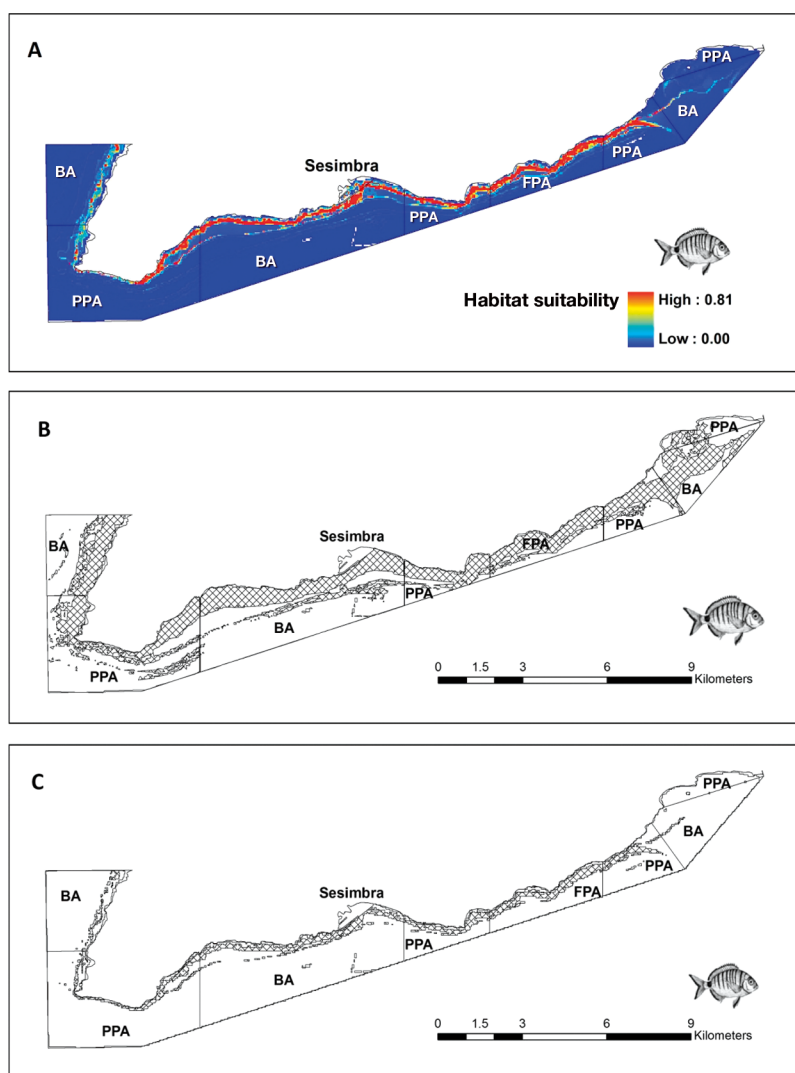 A
PPA
BA
BA
Sesimbra
PPA
FPA
PPA
BA
PPA
Habitat suitability
High : 0.81
Low : 0.00
B
PPA
BA
BA
Sesimbra
FPA
PPA
PPA
BA
PPA
0 1.5 3 6 9
Kilometers
C
PPA
BA
BA
PPA
Sesimbra
FPA
PPA
BA
PPA
0 1.5 3 6 9
Kilometers